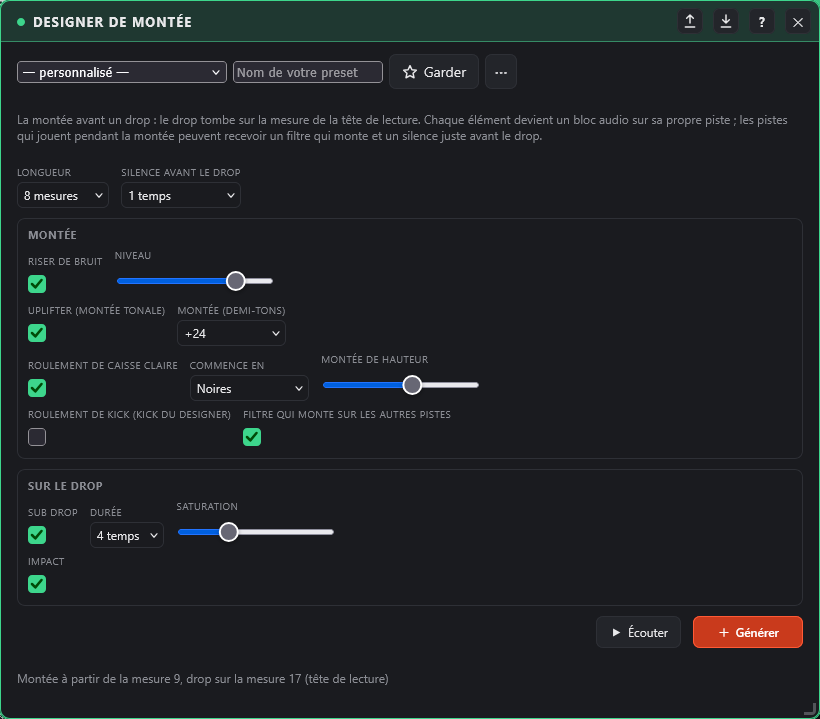 DESIGNER DE MONTÉE
?
— personnalisé —
Nom de votre preset
Garder
...
La montée avant un drop : le drop tombe sur la mesure de la tête de lecture. Chaque élément devient un bloc audio sur sa propre piste ; les pistes
qui jouent pendant la montée peuvent recevoir un filtre qui monte et un silence juste avant le drop.
LONGUEUR
SILENCE AVANT LE DROP
8 mesures
1 temps
MONTÉE
RISER DE BRUIT
NIVEAU
UPLIFTER (MONTÉE TONALE)
MONTÉE (DEMI-TONS)
+24
ROULEMENT DE CAISSE CLAIRE
COMMENCE EN
MONTÉE DE HAUTEUR
Noires
ROULEMENT DE KICK (KICK DU DESIGNER)
FILTRE QUI MONTE SUR LES AUTRES PISTES
SUR LE DROP
SUB DROP
DURÉE
SATURATION
4 temps
IMPACT
Écouter
+ Générer
Montée à partir de la mesure 9, drop sur la mesure 17 (tête de lecture)